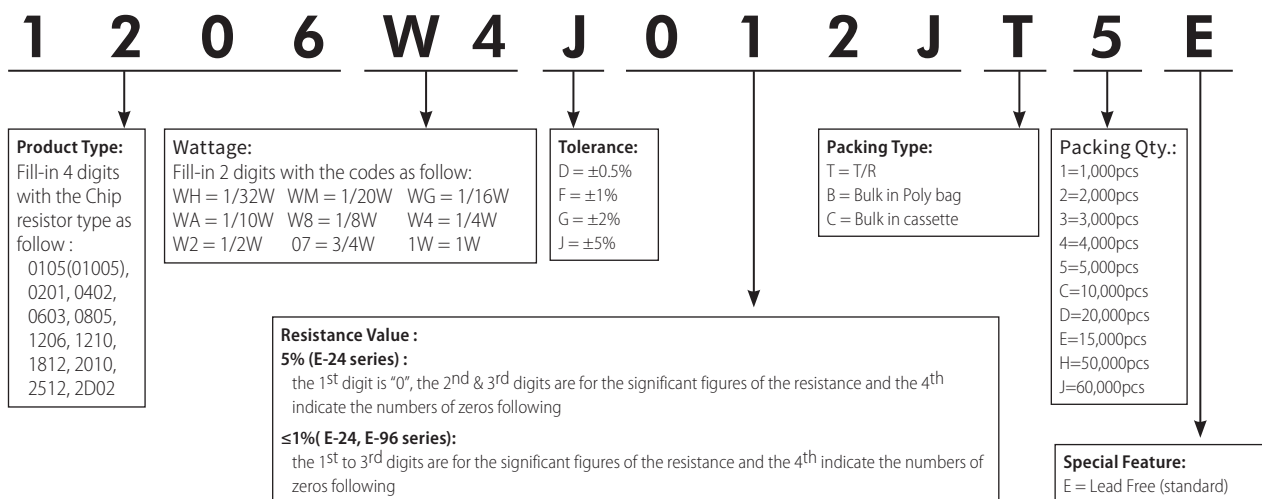 1 2 0 6 W 4 J 0 1 2 J T 5 E
Product Type:
Fill-in 4 digits
with the Chip
resistor type as
follow :
0105(01005),
0201, 0402,
0603, 0805,
1206, 1210,
1812, 2010,
2512, 2D02
Wattage:
Fill-in 2 digits with the codes as follow:
WH = 1/32W WM = 1/20W WG = 1/16W
WA = 1/10W W8 = 1/8W W4 = 1/4W
W2 = 1/2W 07 = 3/4W 1W = 1W
Tolerance:
D = ±0.5%
F = ±1%
G = ±2%
J = ±5%
Resistance Value :
5% (E-24 series) :
the 1st digit is “0”, the 2nd & 3rd digits are for the significant figures of the resistance and the 4th
indicate the numbers of zeros following
≤1%( E-24, E-96 series):
the 1st to 3rd digits are for the significant figures of the resistance and the 4th indicate the numbers of
zeros following
Packing Type:
T = T/R
B = Bulk in Poly bag
C = Bulk in cassette
Packing Qty.:
1=1,000pcs
2=2,000pcs
3=3,000pcs
4=4,000pcs
5=5,000pcs
C=10,000pcs
D=20,000pcs
E=15,000pcs
H=50,000pcs
J=60,000pcs
Special Feature:
E = Lead Free (standard)